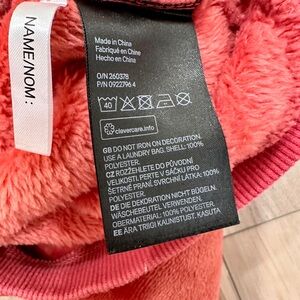 NAME/NOM:
Made in China
Fabriqué en Chine
Hecho en China
O/N 260378
P/N 0922796 4
40
clevercare.info
GB DO NOT IRON ON DECORATION.
USE A LAUNDRY BAG. SHELL: 100%
POLYESTER.
CZ ROZLOŽTE DO PŮVODNÍ
VELIKOSTI PERTE V SÁČKU PRO
ŠETRNÉ PRANÍ SVRCHNÍ LÁTKA: 100%
POLYESTER.
DE DIE DEKORATION NICHT BÜGELN.
WÄSCHEBEUTEL VERWENDEN.
OBERMATERIAL: 100% POLYESTER.
EE ÄRA TRIIGI KAUNISTUST. KASUTA